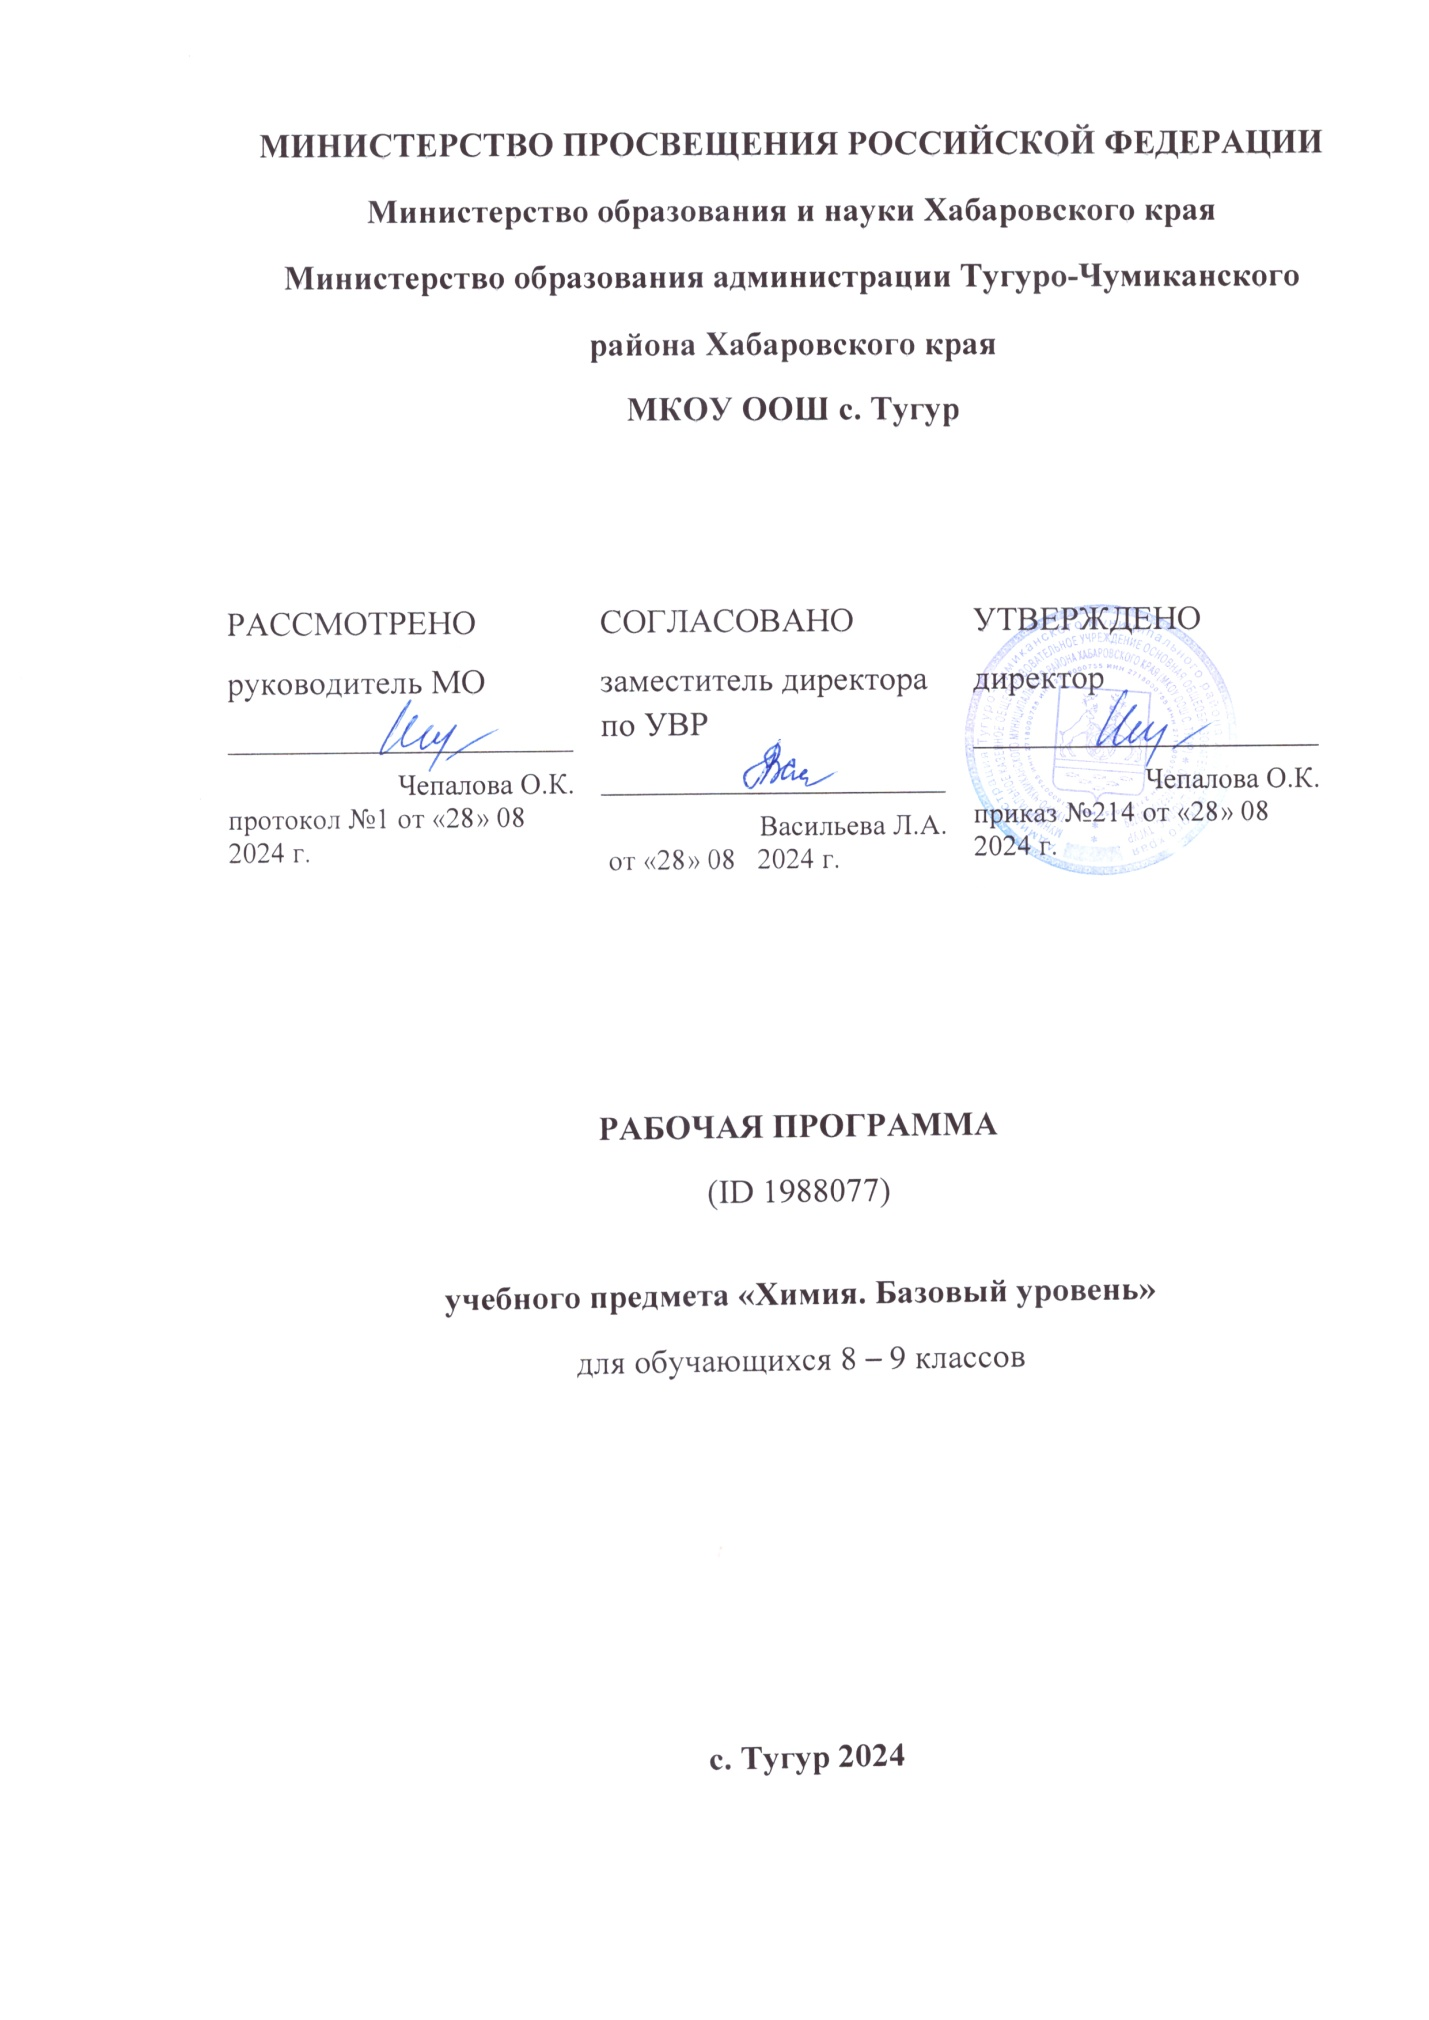 МИНИСТЕРСТВО ПРОСВЕЩЕНИЯ РОССИЙСКОЙ ФЕДЕРАЦИИ
Министерство образования и науки Хабаровского края
Министерство образования администрации Тугуро-Чумиканского
района Хабаровского края
МКОУ ООШ с. Тугур
РАССМОТРЕНО
руководитель МО
Чепалова О.К.
протокол №1 от «28» 08
2024 г.
СОГЛАСОВАНО
заместитель директора
по УВР
Васильева Л.А.
от «28» 08 2024 г.
УТВЕРЖДЕНО
директор
Чепалова О.К.
приказ №214 от «28» 08
2024 г.
РАБОЧАЯ ПРОГРАММА
(ID 1988077)
учебного предмета «Химия. Базовый уровень»
для обучающихся 8 – 9 классов
с. Тугур 2024